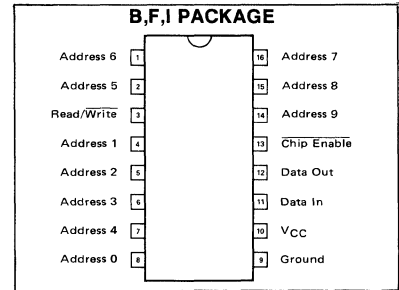 B,F,I PACKAGE
Address 6 1 16 Address 7
Address 5 2 15 Address 8
Read/Write 3 14 Address 9
Address 1 4 13 Chip Enable
Address 2 5 12 Data Out
Address 3 6 11 Data In
Address 4 7 10 VCC
Address 0 8 9 Ground